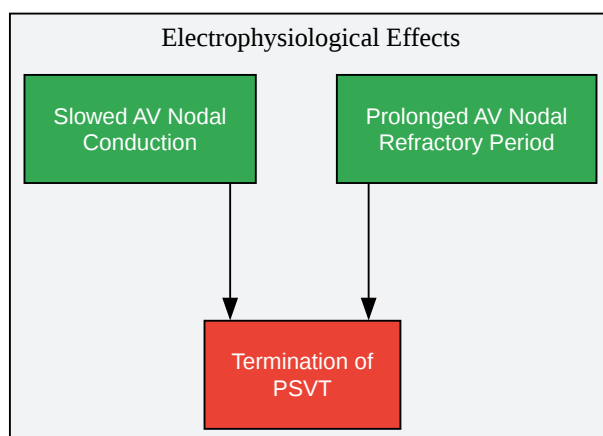 Electrophysiological Effects
Slowed AV Nodal
Conduction
Prolonged AV Nodal
Refractory Period
Termination of
PSVT